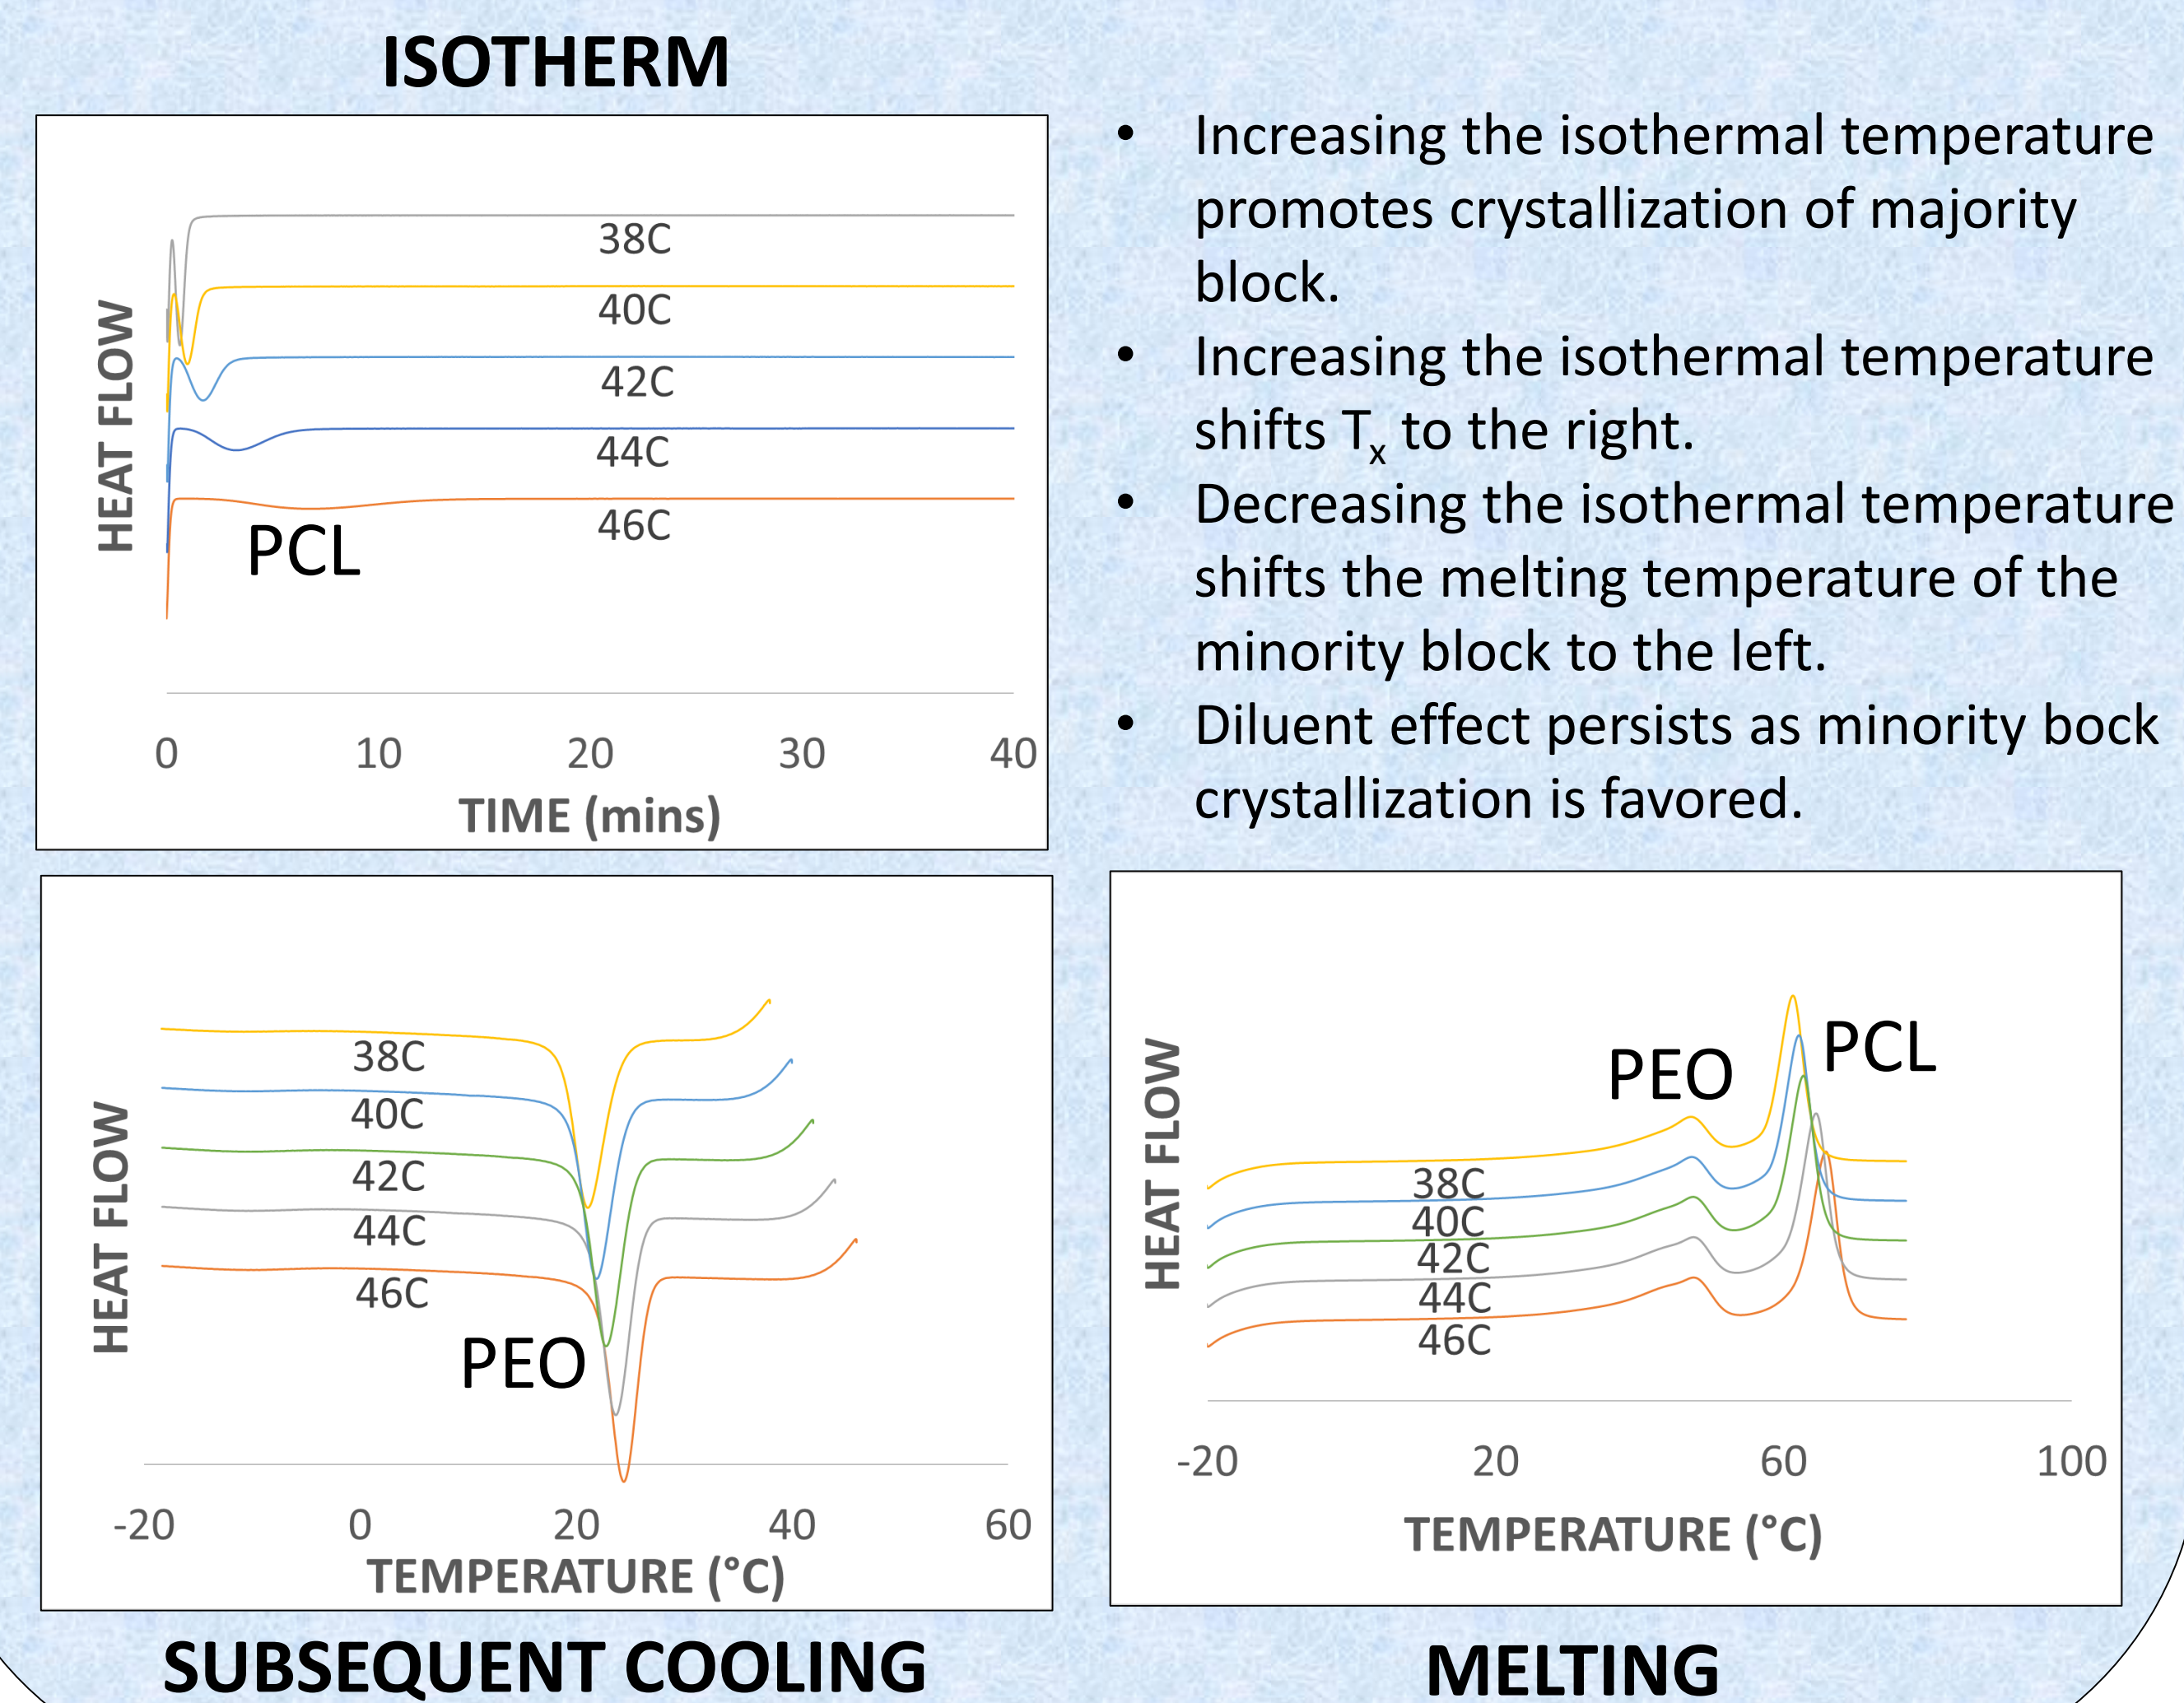 ISOTHERM
HEAT FLOW
38C
40C
42C
44C
46C
PCL
0 10 20 30 40
TIME (mins)
• Increasing the isothermal temperature
promotes crystallization of majority
block.
• Increasing the isothermal temperature
shifts Tx to the right.
• Decreasing the isothermal temperature
shifts the melting temperature of the
minority block to the left.
• Diluent effect persists as minority bock
crystallization is favored.
HEAT FLOW
38C
40C
42C
44C
46C
PEO
-20 0 20 40 60
TEMPERATURE (°C)
SUBSEQUENT COOLING
HEAT FLOW
PEO
PCL
38C
40C
42C
44C
46C
-20 20 60 100
TEMPERATURE (°C)
MELTING